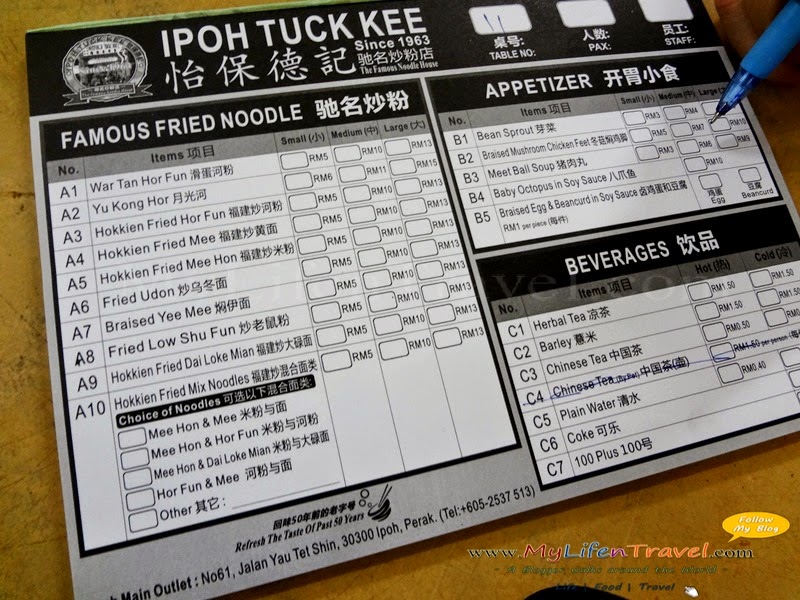 IPOH TUCK KEE
Since 1963
怡保德記
驰名炒粉店
The Famous Noodle House
桌号: TABLE NO: 11
人数: PAX:
员工: STAFF:
FAMOUS FRIED NOODLE 驰名炒粉
No. Items 项目 Small (小) Medium (中) Large (大)
A1 War Tan Hor Fun 滑蛋河粉 RM5 RM10 RM13
A2 Yu Kong Hor 月光河 RM6 RM11 RM15
A3 Hokkien Fried Hor Fun 福建炒河粉 RM5 RM10 RM13
A4 Hokkien Fried Mee 福建炒黄面 RM5 RM10 RM13
A5 Hokkien Fried Mee Hon 福建炒米粉 RM5 RM10 RM13
A6 Fried Udon 炒乌冬面 RM5 RM10 RM13
A7 Braised Yee Mee 焖伊面 RM5 RM10 RM13
A8 Fried Low Shu Fun 炒老鼠粉 RM5 RM10 RM13
A9 Hokkien Fried Dai Loke Mian 福建炒大碌面 RM5 RM10 RM13
A10 Hokkien Fried Mix Noodles 福建炒混合面类 RM5 RM10 RM13
Choice of Noodles 可选以下混合面类:
Mee Hon & Mee 米粉与面
Mee Hon & Hor Fun 米粉与河粉
Mee Hon & Dai Loke Mian 米粉与大碌面
Hor Fun & Mee 河粉与面
Other 其它:
APPETIZER 开胃小食
No. Items 项目 Small (小) Medium (中) Large (大)
B1 Bean Sprout 芽菜 RM3 RM4
B2 Braised Mushroom Chicken Feet 冬菇焖鸡脚 RM5 RM7 RM10
B3 Meet Ball Soup 猪肉丸 RM3 RM6 RM9
B4 Baby Octopus in Soy Sauce 八爪鱼 RM10
B5 Braised Egg & Beancurd in Soy Sauce 卤鸡蛋和豆腐 鸡蛋 Egg 豆腐 Beancurd
RM1 per piece (每件)
BEVERAGES 饮品
No. Items 项目 Hot (热) Cold (冷)
C1 Herbal Tea 凉茶 RM1.50 RM1.50
C2 Barley 薏米 RM1.50 RM1.50
C3 Chinese Tea 中国茶 RM0.50 RM0.50
C4 Chinese Tea (By Pot) 中国茶(壶) RM1.50 per person
C5 Plain Water 清水 RM0.40
C6 Coke 可乐
C7 100 Plus 100号
回味50年前的老字号
Refresh The Taste Of Past 50 Years
Main Outlet : No61, Jalan Yau Tet Shin, 30300 Ipoh, Perak. (Tel:+605-2537 513)
Follow My Blog
www.MyLifenTravel.com
- A Blogger walks around the World -
Life | Food | Travel